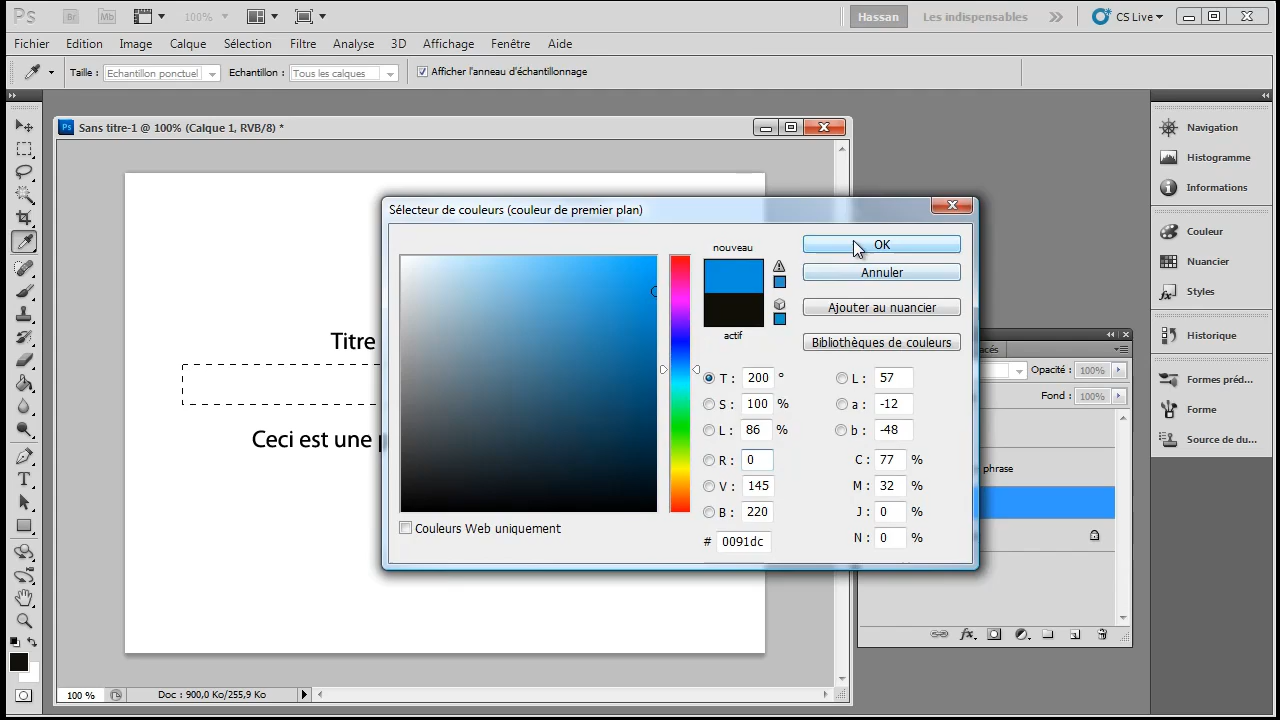 Ps Br Mb 100% Hassan Les indispensables CS Live
Fichier Edition Image Calque Sélection Filtre Analyse 3D Affichage Fenêtre Aide
Taille : Echantillon ponctuel Echantillon : Tous les calques Afficher l'anneau d'échantillonnage
Ps Sans titre-1 @ 100% (Calque 1, RVB/8) *
Navigation
Histogramme
Informations
Couleur
Nuancier
Styles
Historique
Formes préd...
Forme
Source de du...
Titre
Ceci est une
Sélecteur de couleurs (couleur de premier plan)
nouveau
actif
OK
Annuler
Ajouter au nuancier
Bibliothèques de couleurs
T : 200 ° L : 57
S : 100 % a : -12
L : 86 % b : -48
R : 0 C : 77 %
V : 145 M : 32 %
B : 220 J : 0 %
# 0091dc N : 0 %
Couleurs Web uniquement
Opacité : 100%
Fond : 100%
phrase
100 % Doc : 900,0 Ko/255,9 Ko